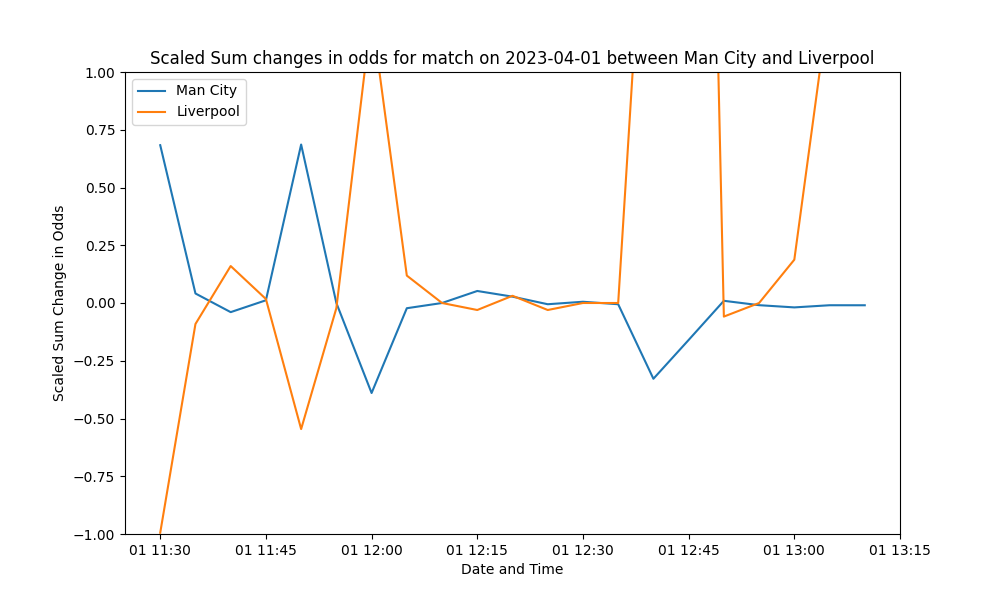 Scaled Sum changes in odds for match on 2023-04-01 between Man City and Liverpool
Man City
Liverpool
Scaled Sum Change in Odds
1.00
0.75
0.50
0.25
0.00
−0.25
−0.50
−0.75
−1.00
01 11:30 01 11:45 01 12:00 01 12:15 01 12:30 01 12:45 01 13:00 01 13:15
Date and Time